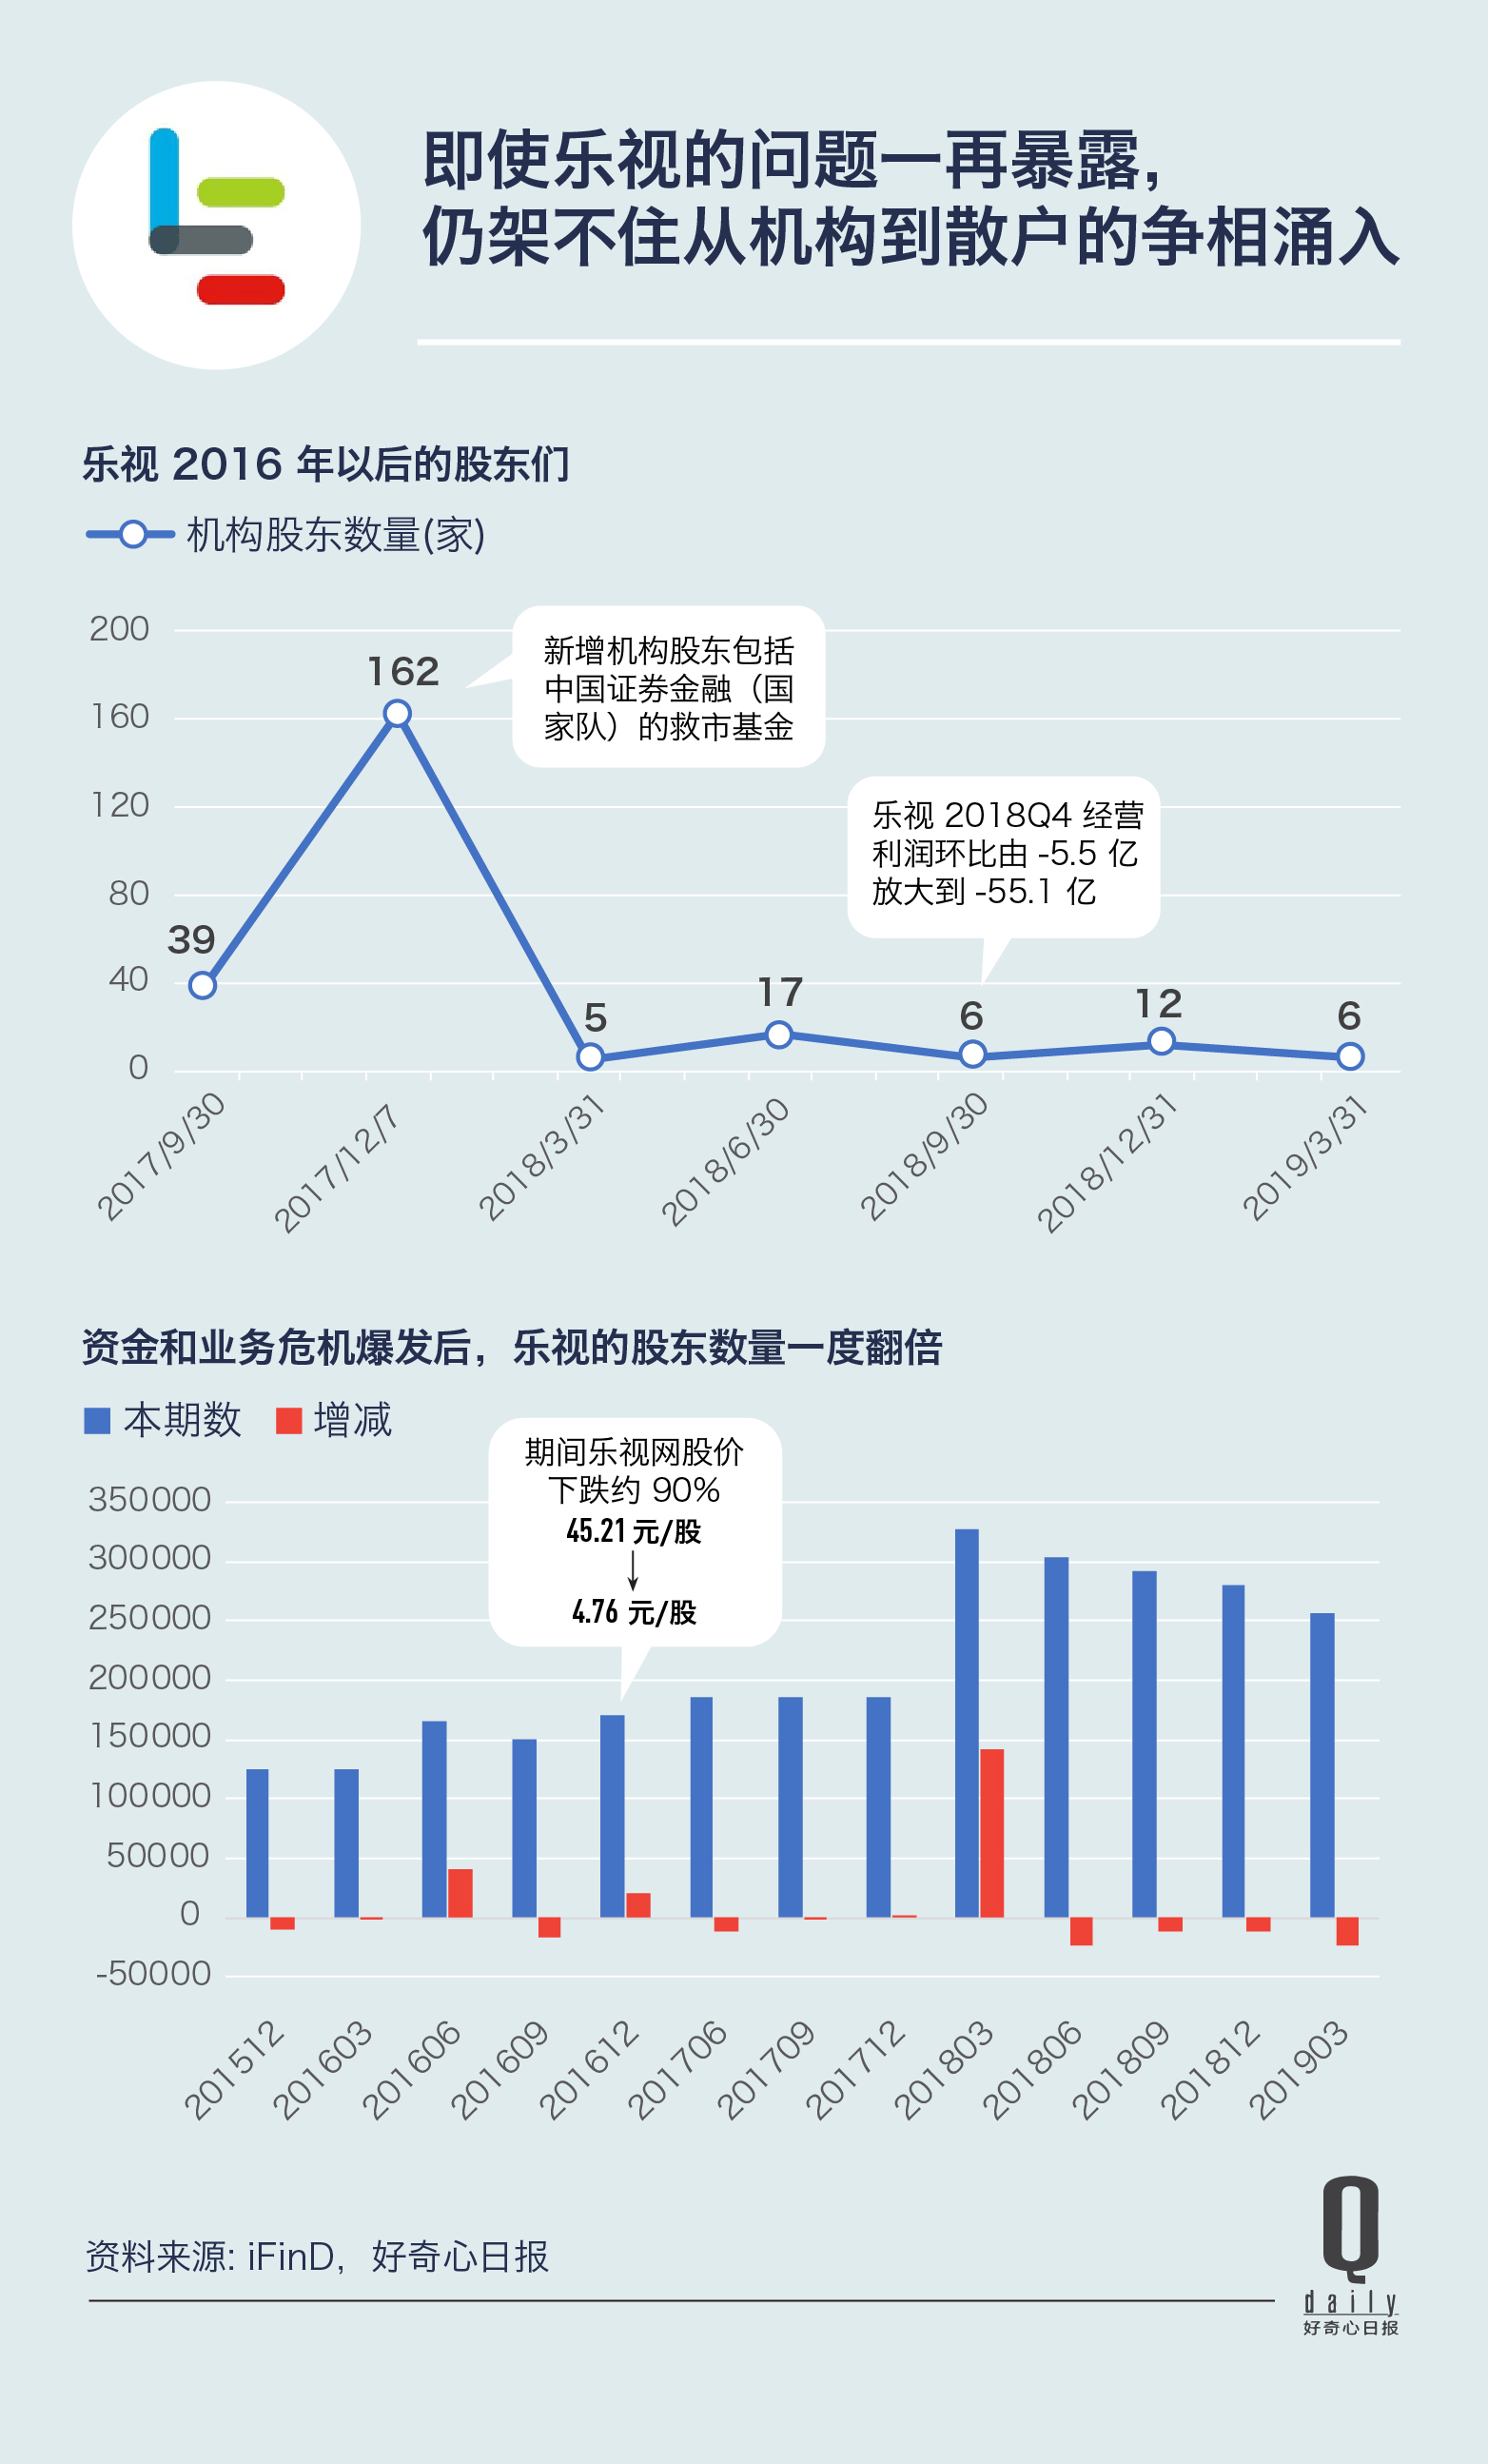 即使乐视的问题一再暴露，
仍架不住从机构到散户的争相涌入
乐视 2016 年以后的股东们
机构股东数量(家)
200
160
120
80
40
0
39
162
5
17
6
12
6
新增机构股东包括
中国证券金融（国
家队）的救市基金
乐视 2018Q4 经营
利润环比由 -5.5 亿
放大到 -55.1 亿
2017/9/30
2017/12/7
2018/3/31
2018/6/30
2018/9/30
2018/12/31
2019/3/31
资金和业务危机爆发后，乐视的股东数量一度翻倍
本期数 增减
期间乐视网股价
下跌约 90%
45.21 元/股
4.76 元/股
350000
300000
250000
200000
150000
100000
50000
0
-50000
201512
201603
201606
201609
201612
201706
201709
201712
201803
201806
201809
201812
201903
资料来源: iFinD，好奇心日报
Q
daily
好奇心日报